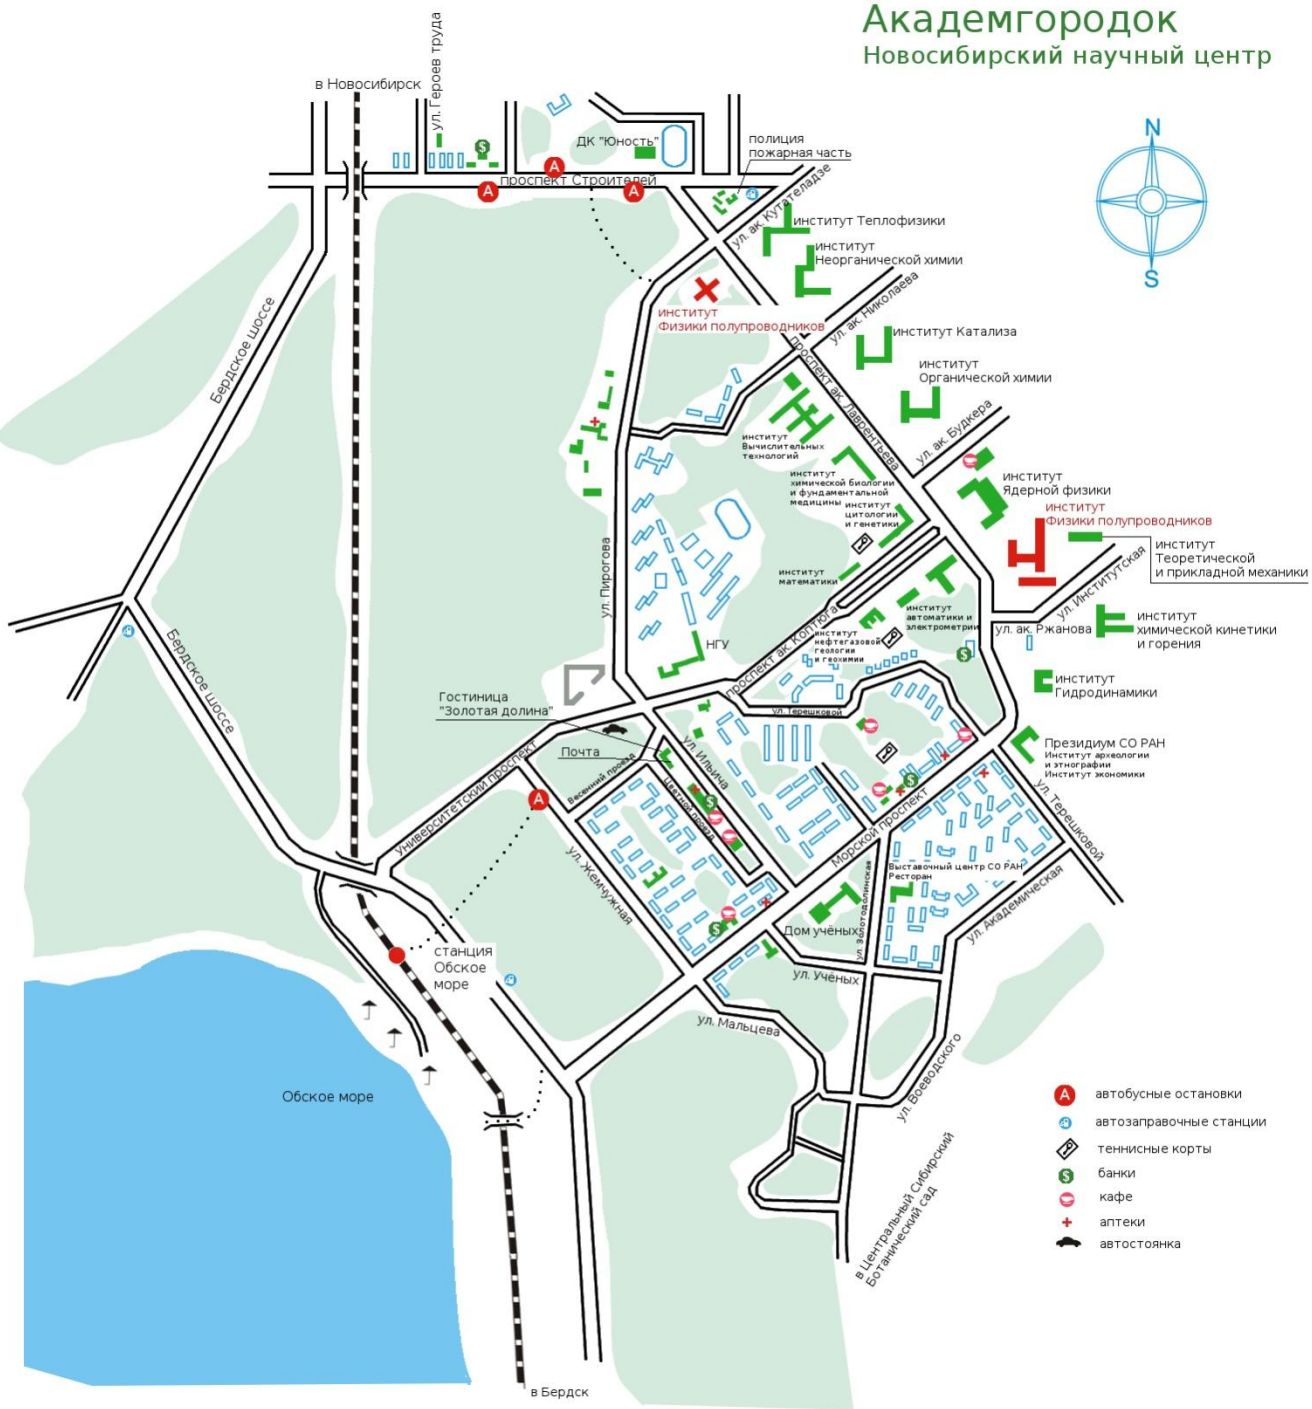 Академгородок
Новосибирский научный центр
в Новосибирск
ул. Героев труда
ДК "Юность"
полиция
пожарная часть
проспект Строителей
ул. ак. Кутателадзе
N
S
институт Теплофизики
институт
Неорганической химии
институт
Физики полупроводников
ул. ак. Николаева
институт Катализа
институт
Органической химии
проспект ак. Лаврентьева
Бердское шоссе
ул. ак. Будкера
институт
Вычислительных
технологий
институт
химической биологии
и фундаментальной
медицины
институт
цитологии
и генетики
институт
Ядерной физики
институт
Физики полупроводников
институт
Теоретической
и прикладной механики
ул. Институтская
институт
математики
ул. Пирогова
проспект ак. Коптюга
институт
автоматики и
электрометрии
ул. ак. Ржанова
институт
химической кинетики
и горения
институт
нефтегазовой
геологии
и геохимии
НГУ
институт
Гидродинамики
Бердское шоссе
Гостиница
"Золотая долина"
ул. Терешковой
Почта
ул. Ильича
Президиум СО РАН
Институт археологии
и этнографии
Институт экономики
Университетский проспект
Весенний проезд
Цветной проезд
Морской проспект
ул. Терешковой
ул. Жемчужная
Выставочный центр СО РАН
Ресторан
ул. Золотодолинская
ул. Академическая
Дом учёных
станция
Обское
море
ул. Учёных
ул. Мальцева
ул. Воеводского
Обское море
в Центральный Сибирский
Ботанический сад
в Бердск
А автобусные остановки
автозаправочные станции
теннисные корты
$ банки
кафе
аптеки
автостоянка
А
А
А
А
$
$
$
$
$